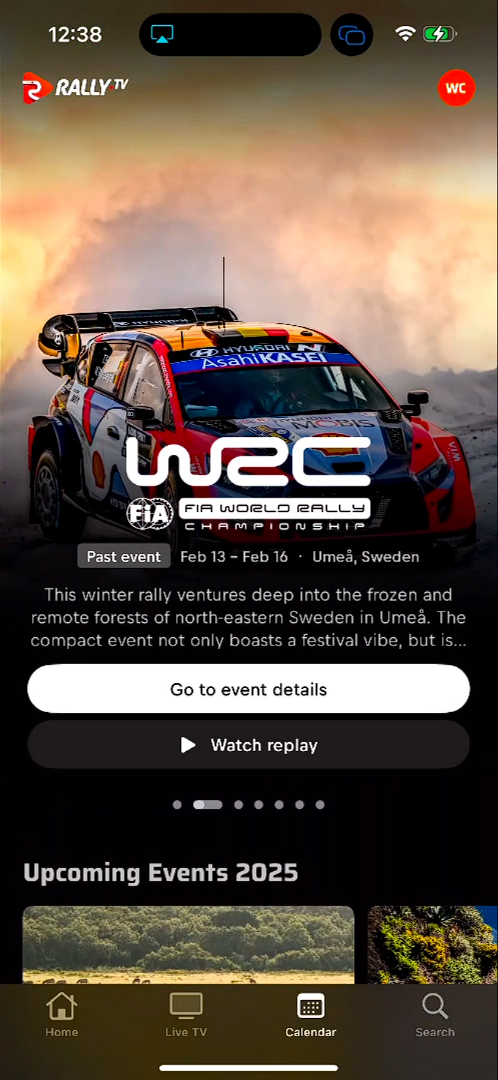 12:38
RALLY.TV
WC
HYUNDAI N
AsahiKASEI
HYUNDAI
MOBIS
WRC
FIA
FIA WORLD RALLY
CHAMPIONSHIP
Past event
Feb 13 – Feb 16 · Umeå, Sweden
This winter rally ventures deep into the frozen and
remote forests of north-eastern Sweden in Umeå. The
compact event not only boasts a festival vibe, but is...
Go to event details
Watch replay
Upcoming Events 2025
Home
Live TV
Calendar
Search